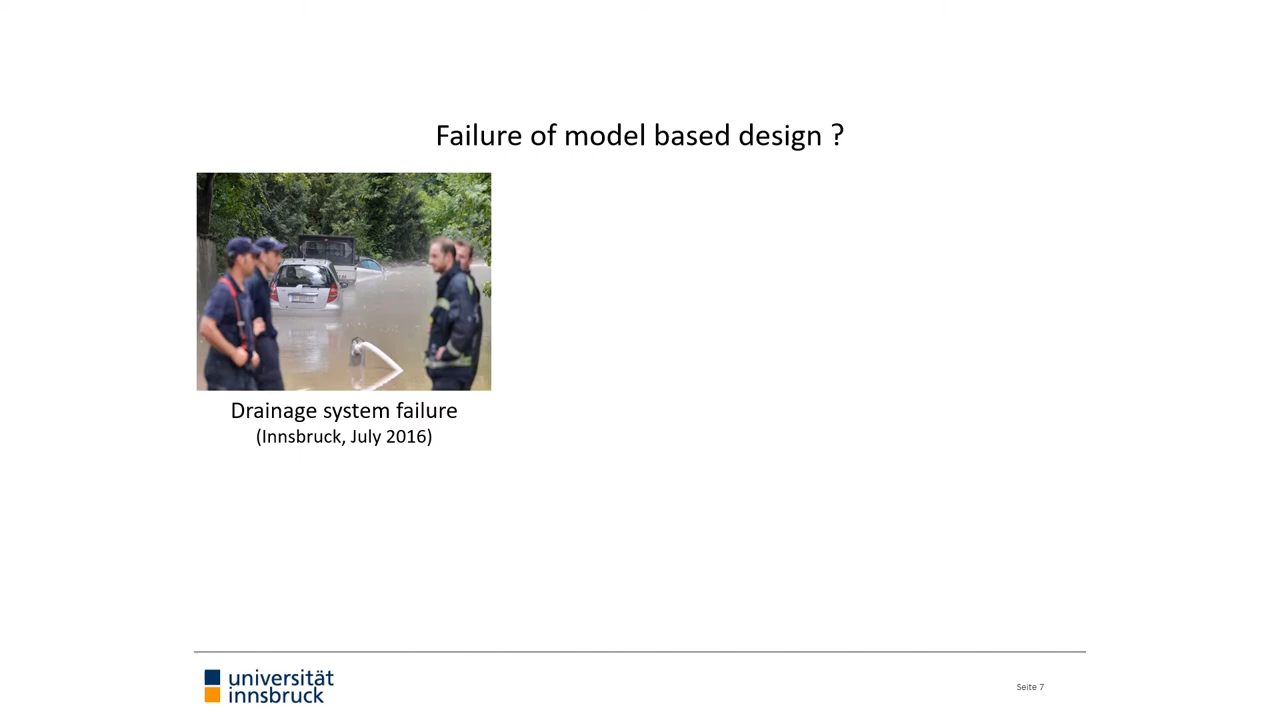 Failure of model based design ?
Drainage system failure
(Innsbruck, July 2016)
universität
innsbruck
Seite 7